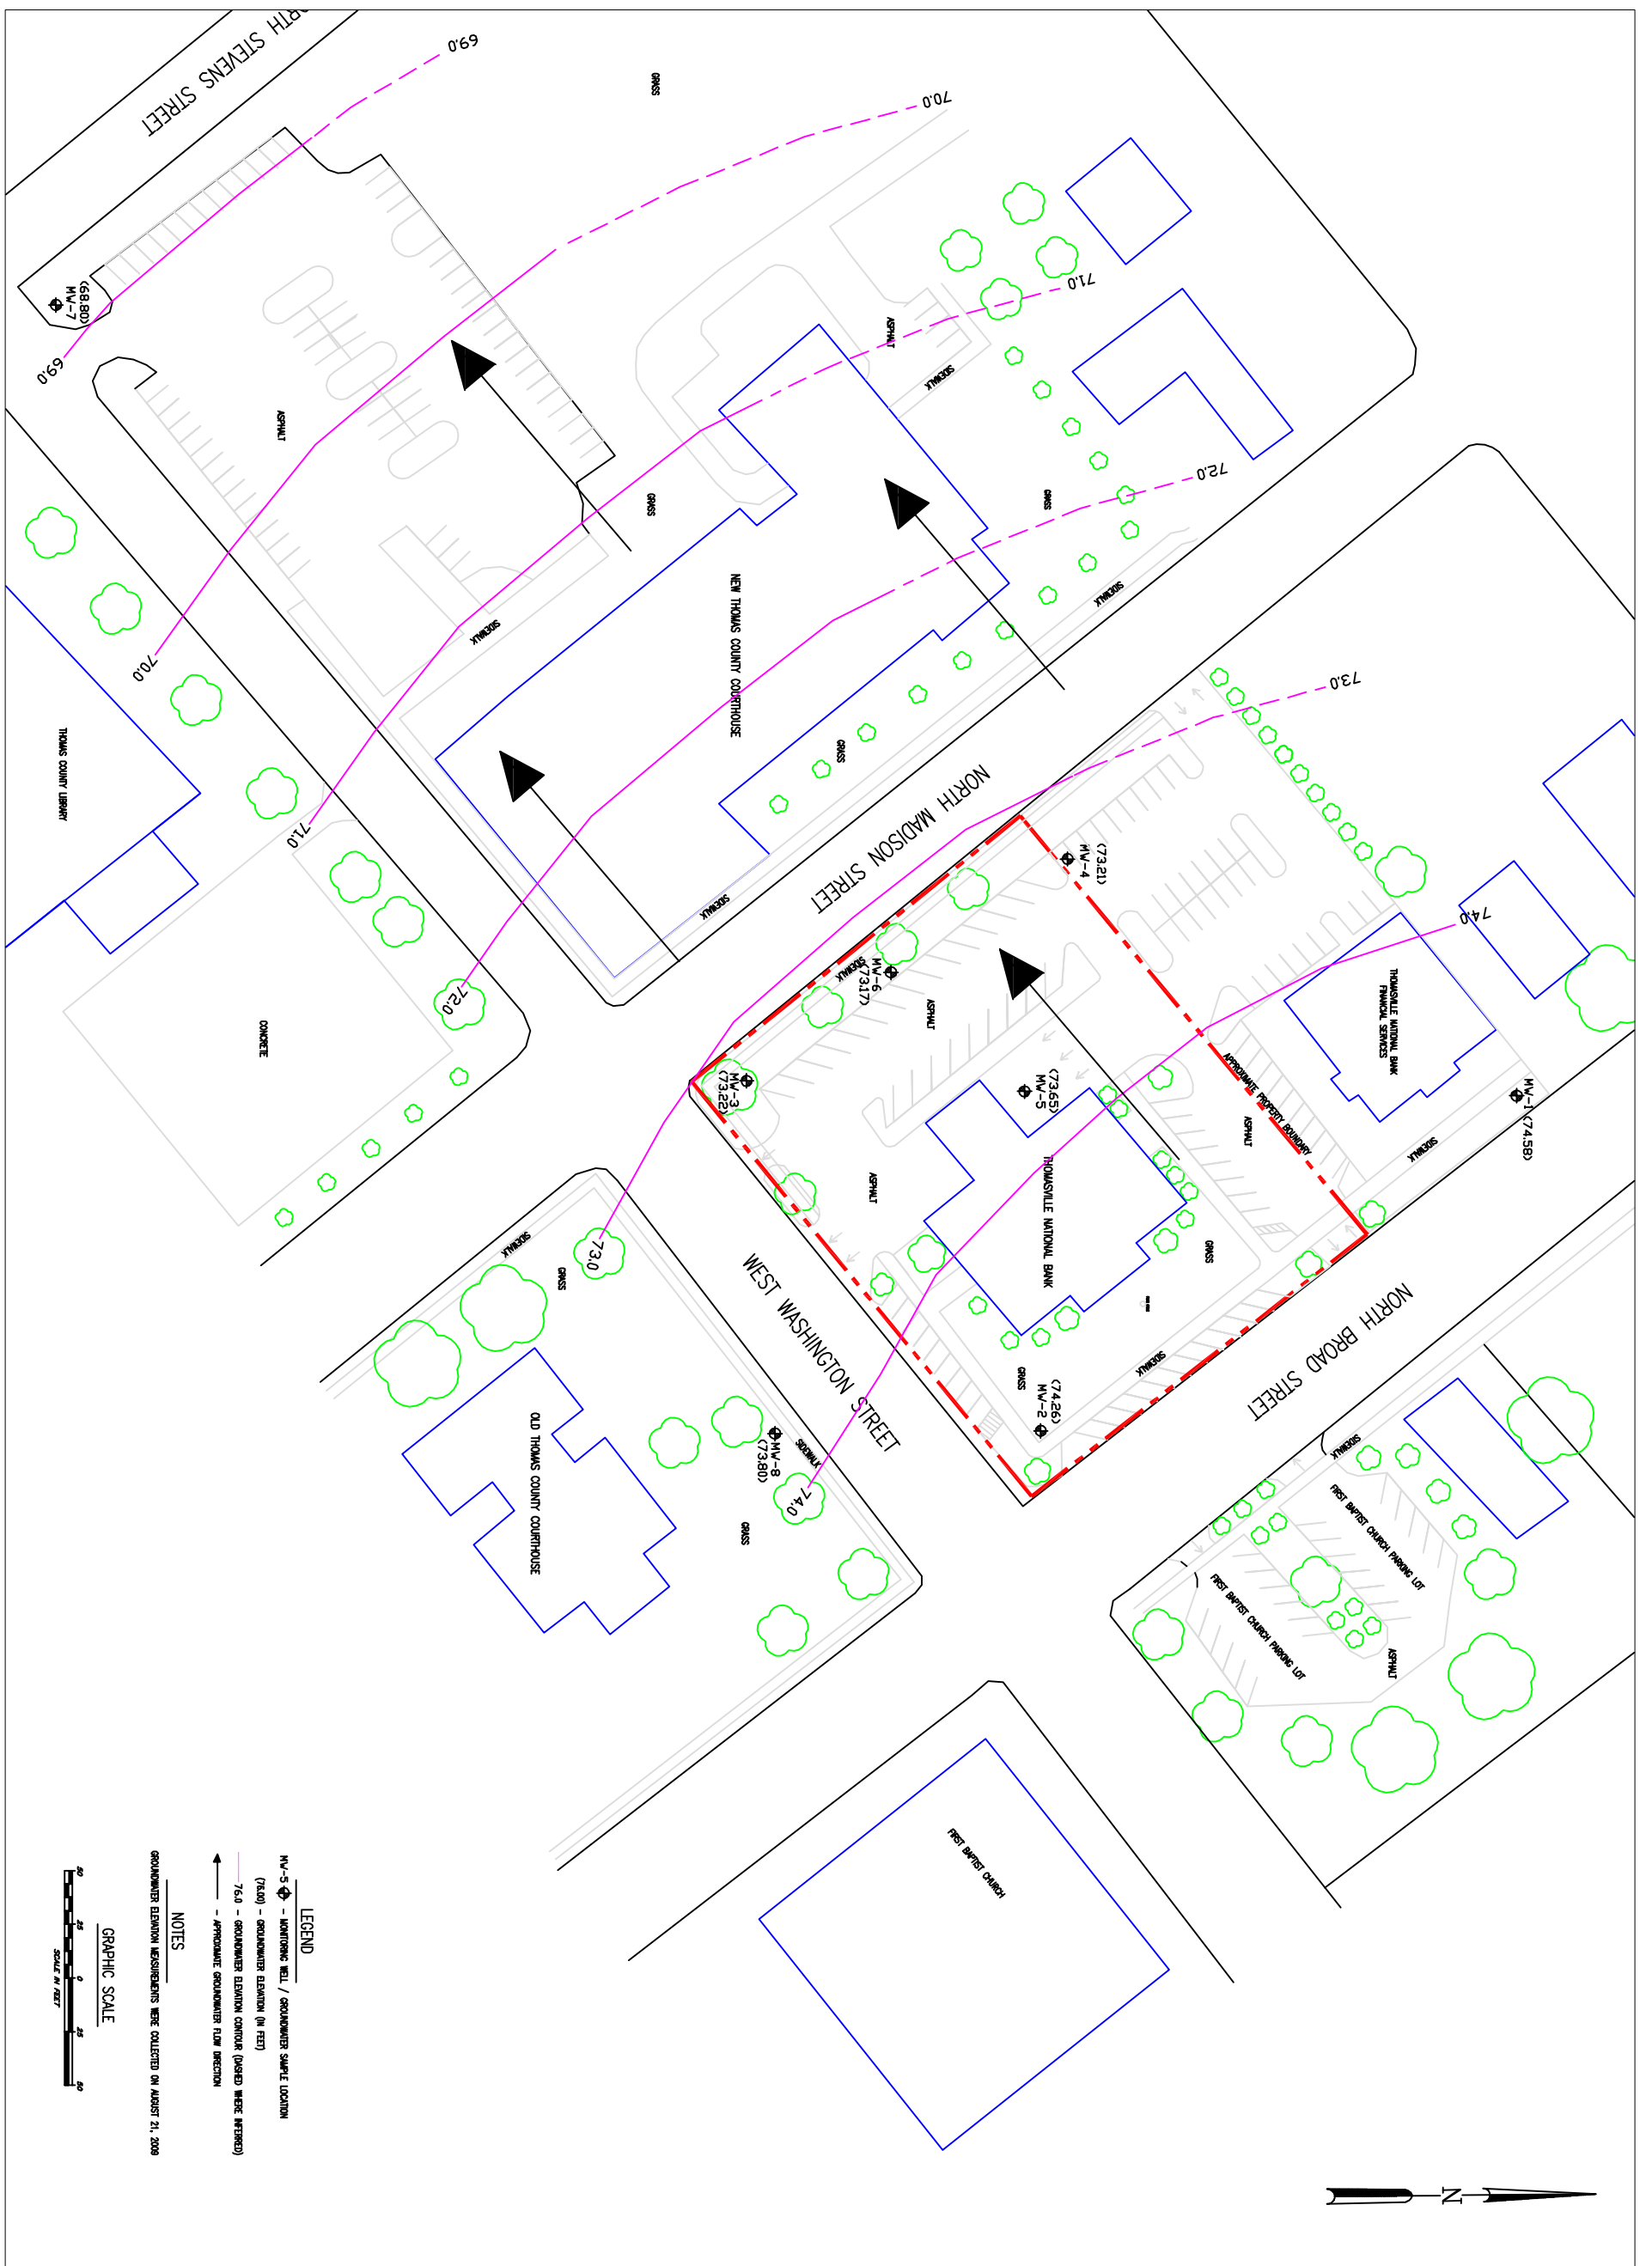 NORTH STEVENS STREET
69.0
GRASS
70.0
71.0
ASPHALT
SIDEWALK
(68.80)
MW-7
69.0
ASPHALT
GRASS
GRASS
72.0
SIDEWALK
NEW THOMAS COUNTY COURTHOUSE
SIDEWALK
70.0
73.0
THOMAS COUNTY LIBRARY
GRASS
NORTH MADISON STREET
71.0
SIDEWALK
(73.21)
MW-4
74.0
72.0
MW-6
(73.17)
SIDEWALK
ASPHALT
THOMASVILLE NATIONAL BANK
FINANCIAL SERVICES
CONCRETE
MW-3
(73.22)
(73.65)
MW-5
APPROXIMATE PROPERTY BOUNDARY
MW-1 (74.58)
ASPHALT
SIDEWALK
ASPHALT
THOMASVILLE NATIONAL BANK
SIDEWALK
73.0
GRASS
GRASS
WEST WASHINGTON STREET
NORTH BROAD STREET
SIDEWALK
GRASS
(74.26)
MW-2
MW-8
(73.80)
SIDEWALK
74.0
OLD THOMAS COUNTY COURTHOUSE
GRASS
SIDEWALK
FIRST BAPTIST CHURCH PARKING LOT
FIRST BAPTIST CHURCH PARKING LOT
ASPHALT
FIRST BAPTIST CHURCH
LEGEND
MW-5 - MONITORING WELL / GROUNDWATER SAMPLE LOCATION
(76.00) - GROUNDWATER ELEVATION (IN FEET)
76.0 - GROUNDWATER ELEVATION CONTOUR (DASHED WHERE INFERRED)
- APPROXIMATE GROUNDWATER FLOW DIRECTION
NOTES
GROUNDWATER ELEVATION MEASUREMENTS WERE COLLECTED ON AUGUST 21, 2009
GRAPHIC SCALE
50 25 0 25 50
SCALE IN FEET
N